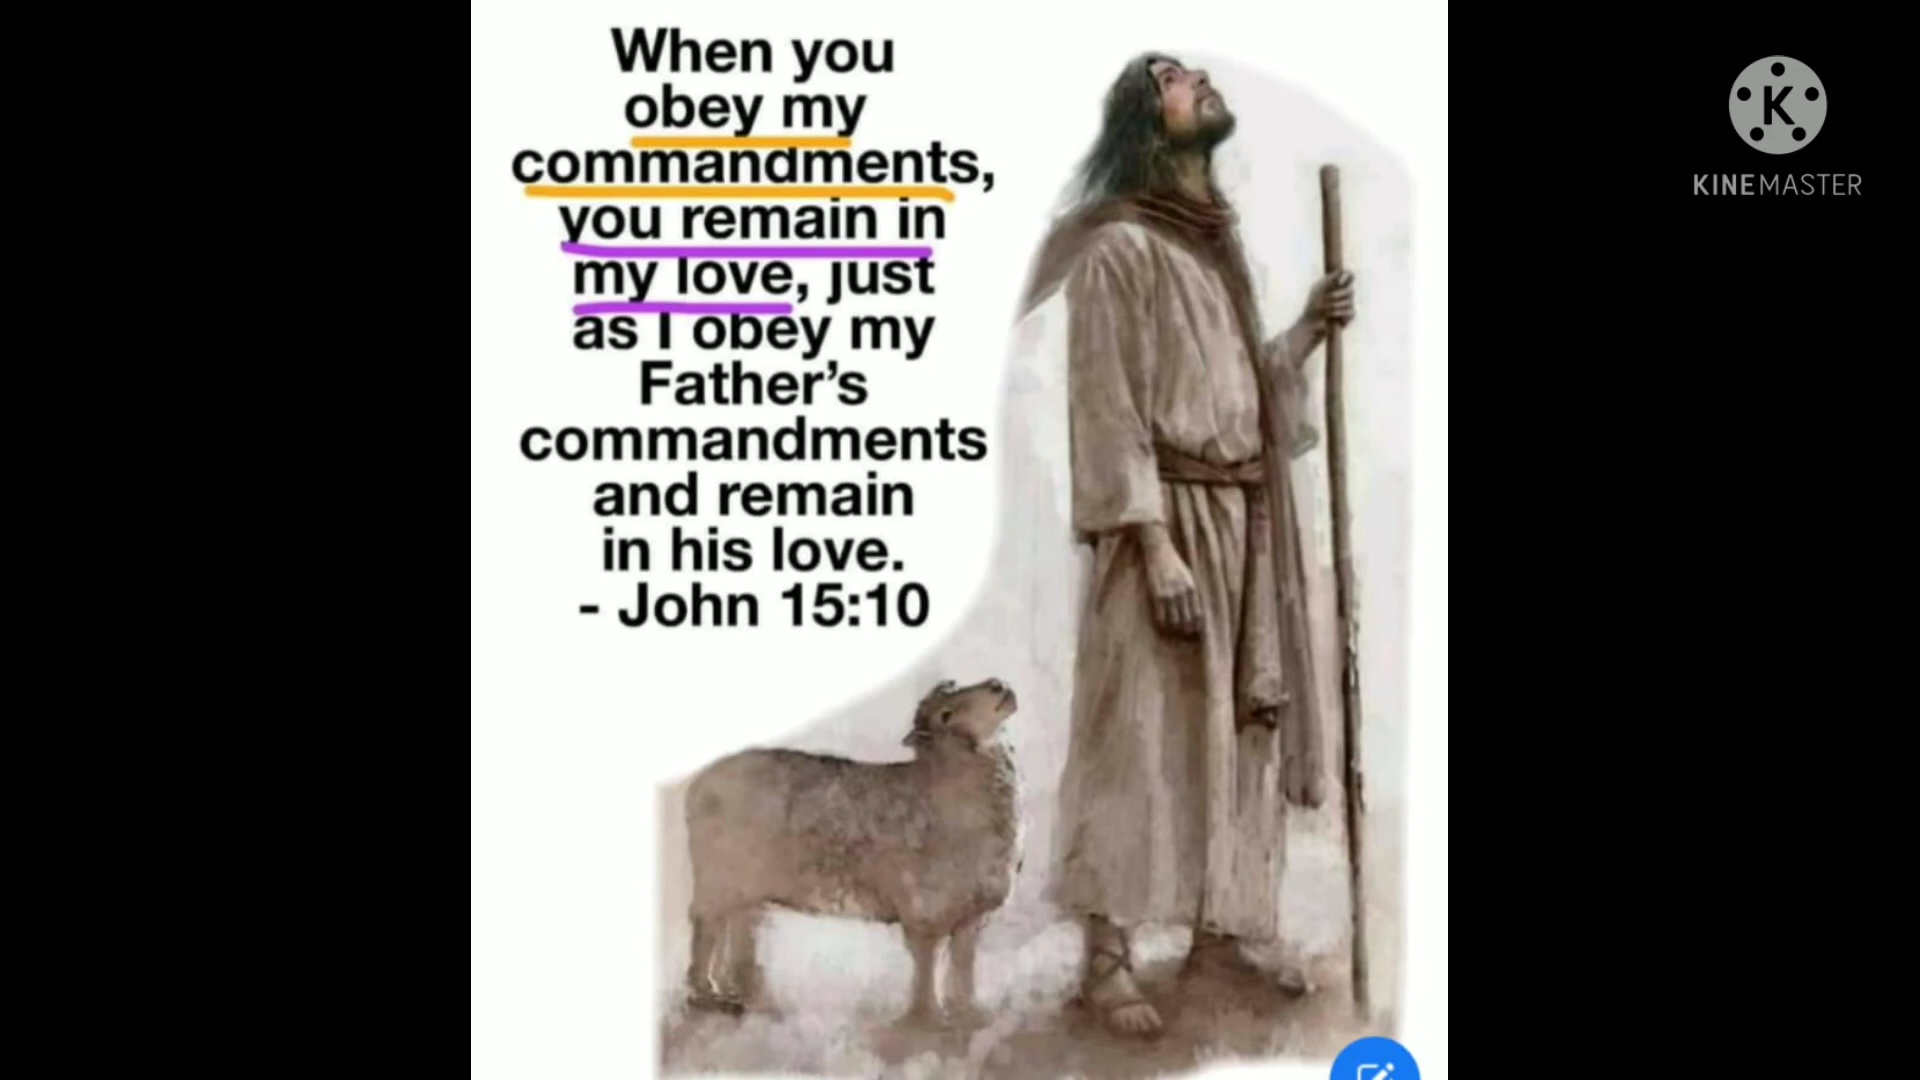 When you
obey my
commandments,
you remain in
my love, just
as I obey my
Father’s
commandments
and remain
in his love.
- John 15:10
K
KINEMASTER